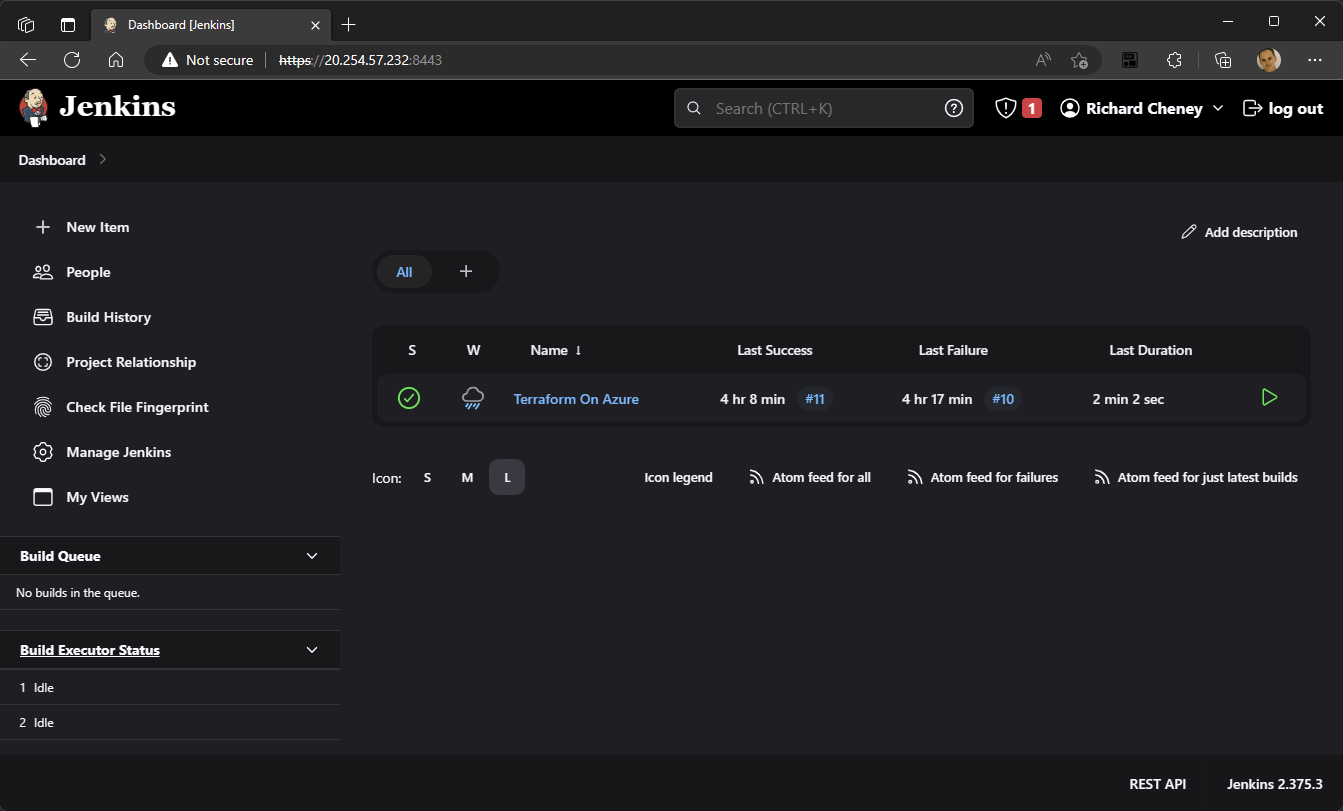 Dashboard [Jenkins]
Not secure https://20.254.57.232:8443
Jenkins
Search (CTRL+K)
1
Richard Cheney
log out
Dashboard
New Item
People
Build History
Project Relationship
Check File Fingerprint
Manage Jenkins
My Views
Build Queue
No builds in the queue.
Build Executor Status
1 Idle
2 Idle
Add description
All +
S W Name ↓ Last Success Last Failure Last Duration
Terraform On Azure 4 hr 8 min #11 4 hr 17 min #10 2 min 2 sec
Icon: S M L Icon legend Atom feed for all Atom feed for failures Atom feed for just latest builds
REST API Jenkins 2.375.3